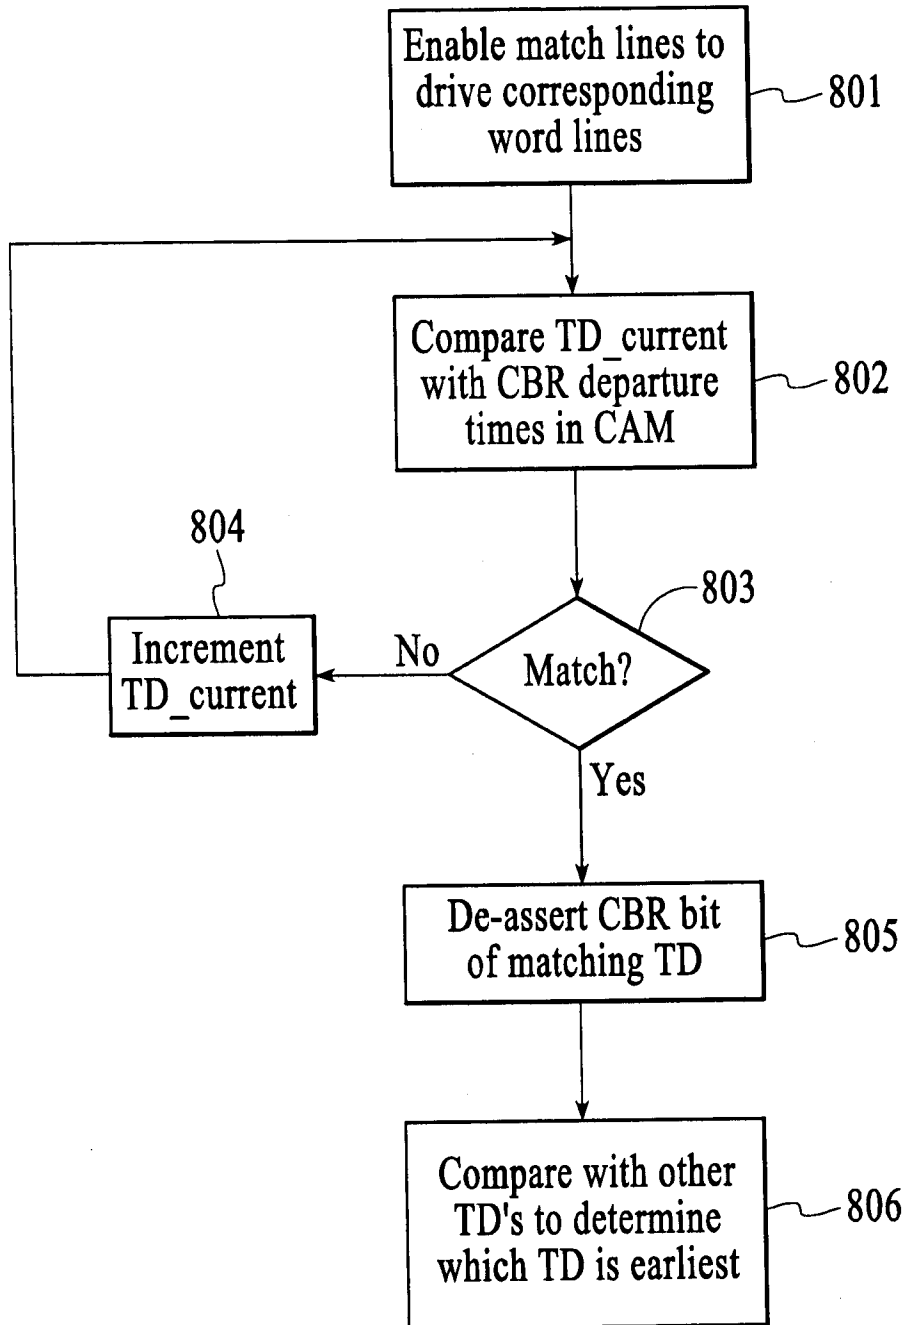 Enable match lines to
drive corresponding
word lines
801
Compare TD_current
with CBR departure
times in CAM
802
804
803
Increment
TD_current
No
Match?
Yes
De-assert CBR bit
of matching TD
805
Compare with other
TD's to determine
which TD is earliest
806